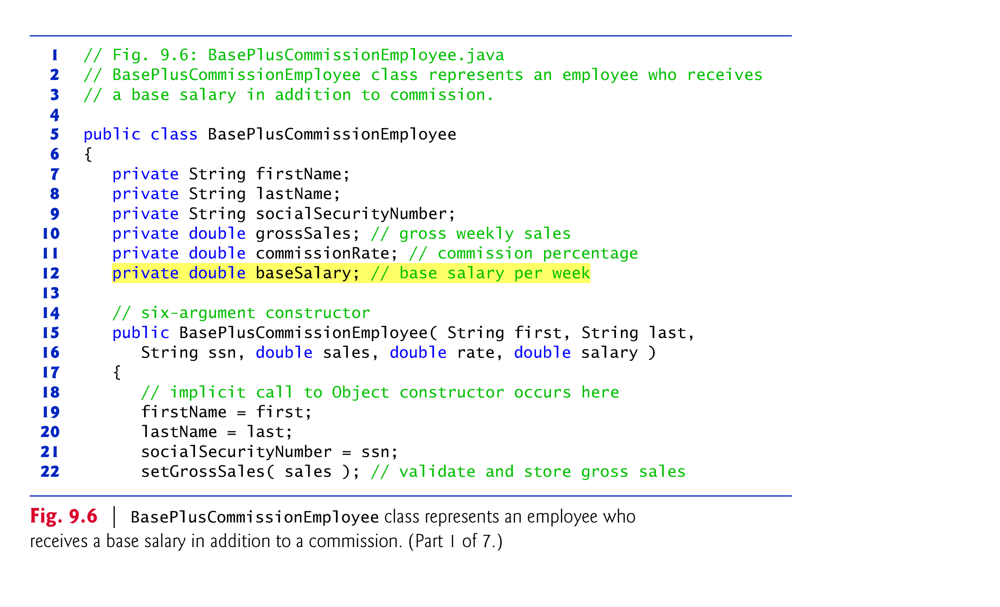 1 // Fig. 9.6: BasePlusCommissionEmployee.java
2 // BasePlusCommissionEmployee class represents an employee who receives
3 // a base salary in addition to commission.
4
5 public class BasePlusCommissionEmployee
6 {
7    private String firstName;
8    private String lastName;
9    private String socialSecurityNumber;
10    private double grossSales; // gross weekly sales
11    private double commissionRate; // commission percentage
12    private double baseSalary; // base salary per week
13
14    // six-argument constructor
15    public BasePlusCommissionEmployee( String first, String last,
16       String ssn, double sales, double rate, double salary )
17    {
18       // implicit call to Object constructor occurs here
19       firstName = first;
20       lastName = last;
21       socialSecurityNumber = ssn;
22       setGrossSales( sales ); // validate and store gross sales
Fig. 9.6 | BasePlusCommissionEmployee class represents an employee who
receives a base salary in addition to a commission. (Part 1 of 7.)